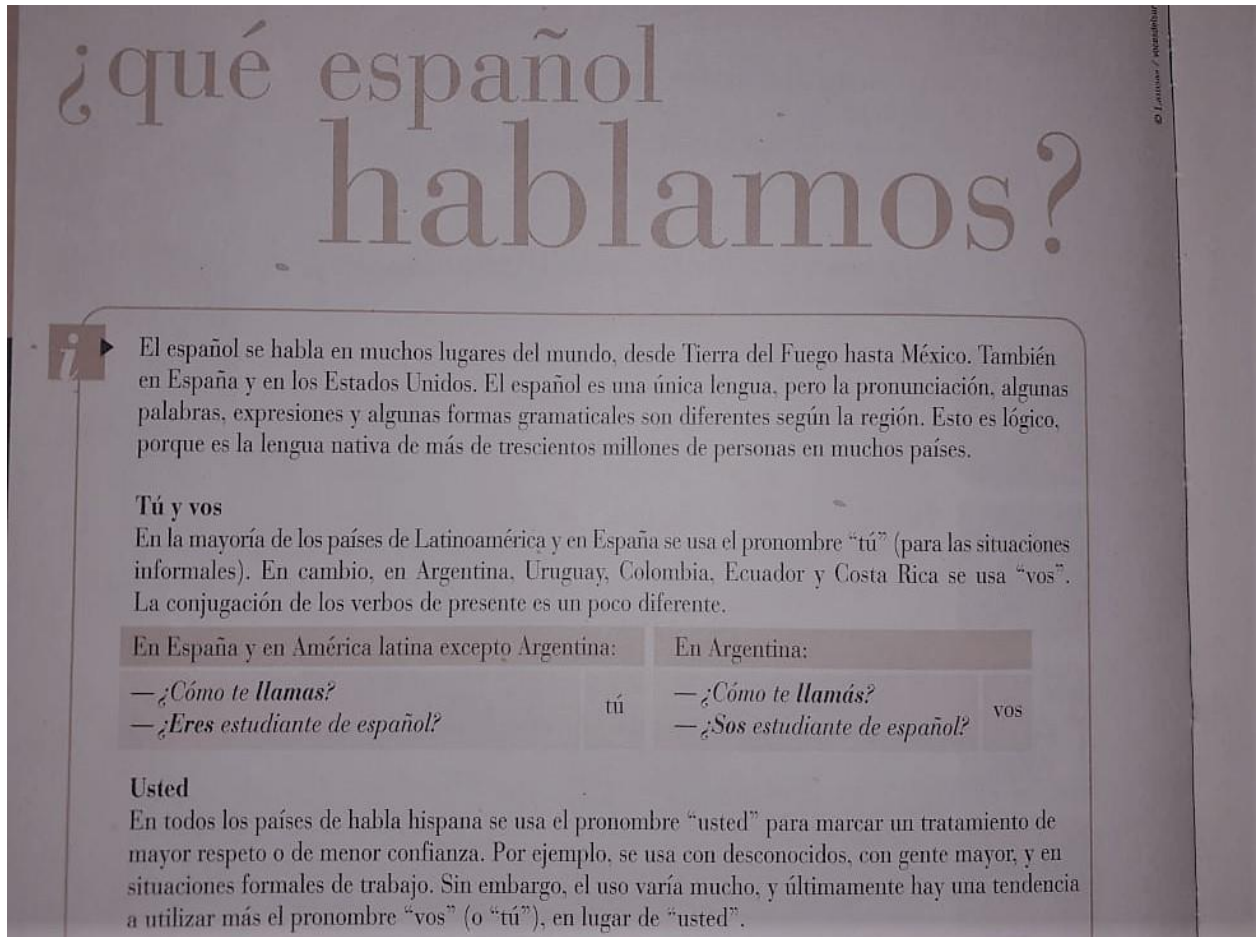 ¿qué español
hablamos?
i
El español se habla en muchos lugares del mundo, desde Tierra del Fuego hasta México. También
en España y en los Estados Unidos. El español es una única lengua, pero la pronunciación, algunas
palabras, expresiones y algunas formas gramaticales son diferentes según la región. Esto es lógico,
porque es la lengua nativa de más de trescientos millones de personas en muchos países.
Tú y vos
En la mayoría de los países de Latinoamérica y en España se usa el pronombre “tú” (para las situaciones
informales). En cambio, en Argentina, Uruguay, Colombia, Ecuador y Costa Rica se usa “vos”.
La conjugación de los verbos de presente es un poco diferente.
En España y en América latina excepto Argentina:
— ¿Cómo te llamas?
— ¿Eres estudiante de español?
tú
En Argentina:
— ¿Cómo te llamás?
— ¿Sos estudiante de español?
vos
Usted
En todos los países de habla hispana se usa el pronombre “usted” para marcar un tratamiento de
mayor respeto o de menor confianza. Por ejemplo, se usa con desconocidos, con gente mayor, y en
situaciones formales de trabajo. Sin embargo, el uso varía mucho, y últimamente hay una tendencia
a utilizar más el pronombre “vos” (o “tú”), en lugar de “usted”.